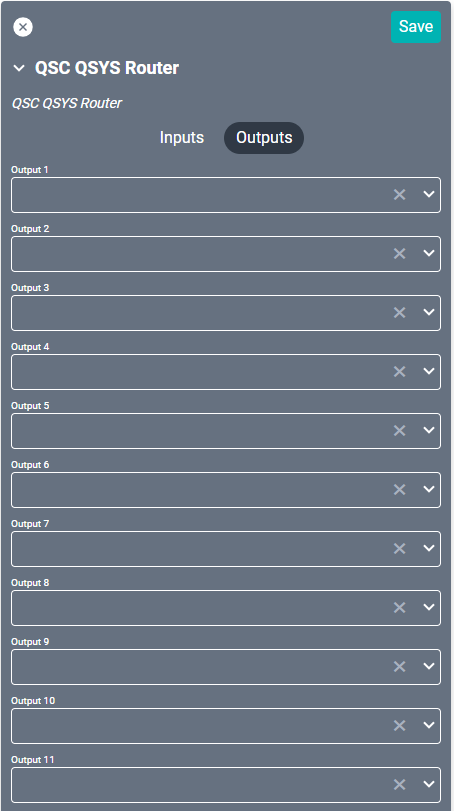 Save
QSC QSYS Router
QSC QSYS Router
Inputs Outputs
Output 1
Output 2
Output 3
Output 4
Output 5
Output 6
Output 7
Output 8
Output 9
Output 10
Output 11